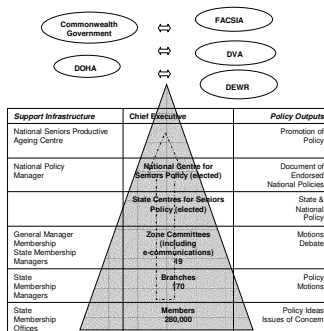 Commonwealth
Government
FACSIA
DVA
DOHA
DEWR
Support Infrastructure Chief Executive Policy Outputs
National Seniors Productive
Ageing Centre
Promotion of
Policy
National Policy
Manager
National Centre for
Seniors Policy (elected)
Document of
Endorsed
National Policies
State Centres for Seniors
Policy (elected)
State &
National
Policy
General Manager
Membership
State Membership
Managers
Zone Committees
(including
e-communications)
49
Motions
Debate
State
Membership
Managers
Branches
170
Policy
Motions
State
Membership
Offices
Members
280,000
Policy Ideas
Issues of Concern